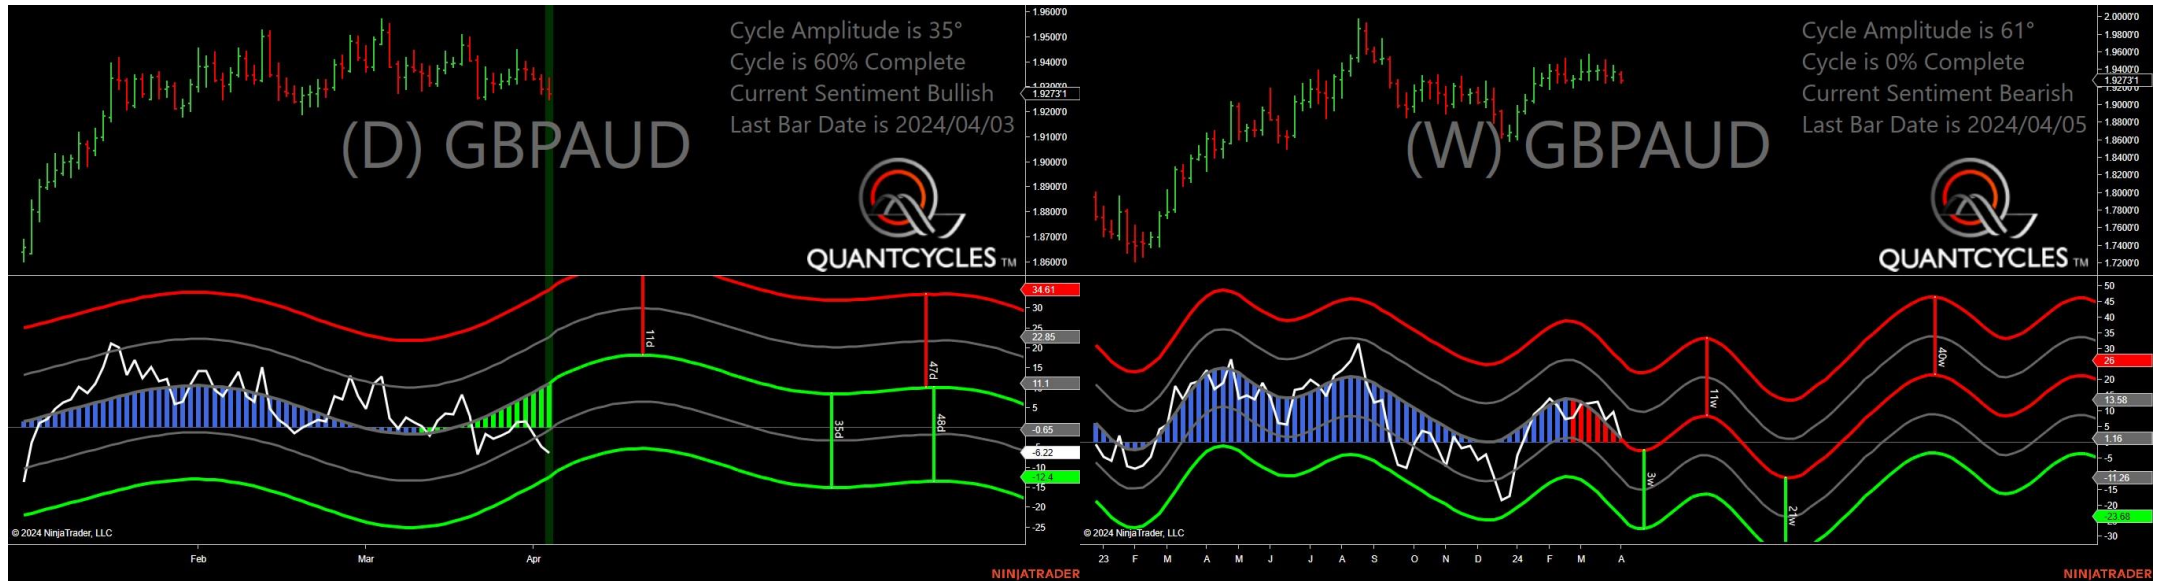 Cycle Amplitude is 35°
Cycle is 60% Complete
Current Sentiment Bullish
Last Bar Date is 2024/04/03
(D) GBPAUD
QUANTCYCLES TM
1.9600'0
1.9500'0
1.9400'0
1.9273'1
1.9200'0
1.9100'0
1.9000'0
1.8900'0
1.8800'0
1.8700'0
1.8600'0
34.61
30
25
22.85
20
15
11.1
5
-0.65
-6.22
-10
-12.4
-15
-20
-25
11d
35d
47d
48d
© 2024 NinjaTrader, LLC
Feb
Mar
Apr
NINJATRADER
Cycle Amplitude is 61°
Cycle is 0% Complete
Current Sentiment Bearish
Last Bar Date is 2024/04/05
(W) GBPAUD
QUANTCYCLES TM
2.0000'0
1.9800'0
1.9600'0
1.9400'0
1.9273'1
1.9000'0
1.8800'0
1.8600'0
1.8400'0
1.8200'0
1.8000'0
1.7800'0
1.7600'0
1.7400'0
1.7200'0
50
45
40
35
30
26
20
13.58
10
5
1.16
-5
-11.26
-15
-20
-23.68
-30
3w
11w
21w
40w
© 2024 NinjaTrader, LLC
23 F M A M J J A S O N D 24 F M A
NINJATRADER